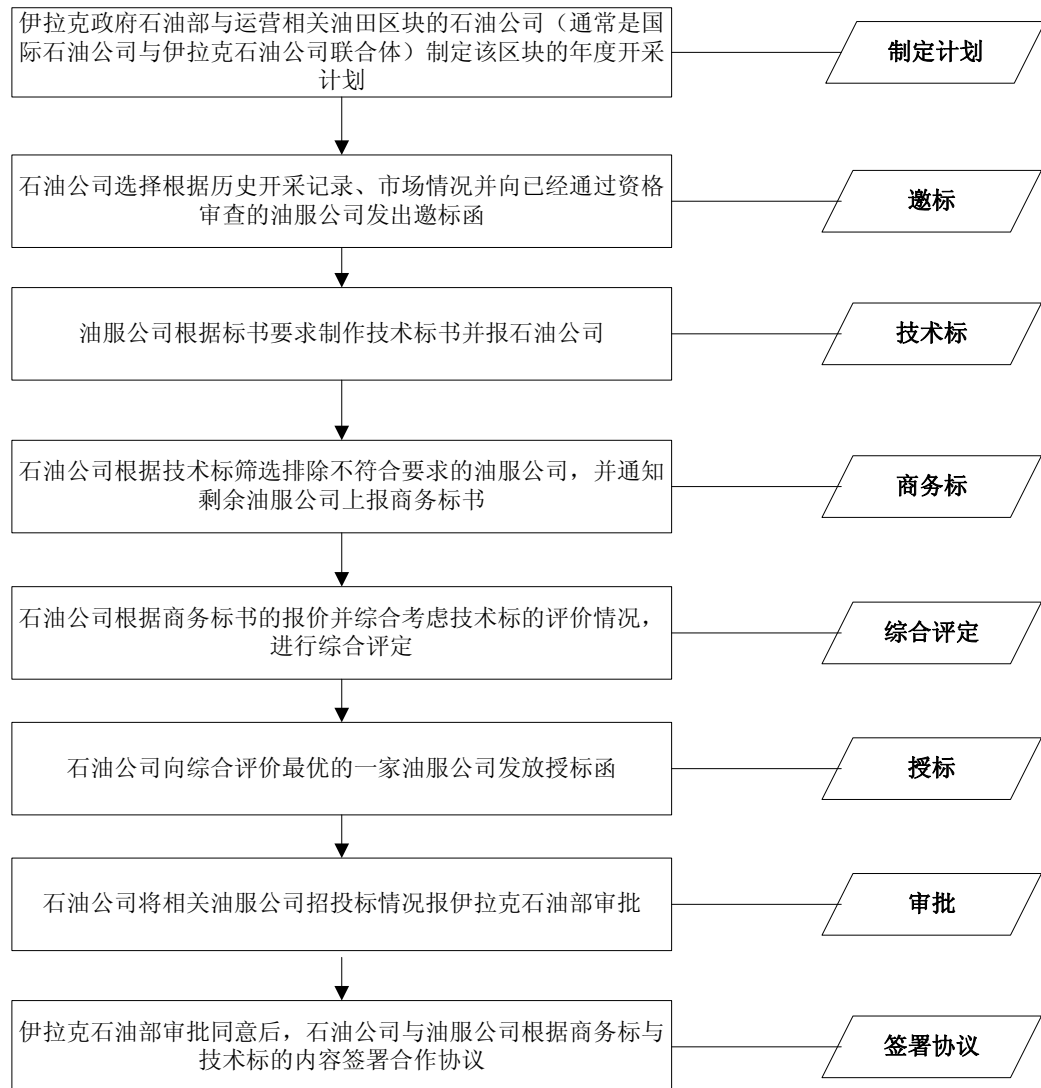 伊拉克政府石油部与运营相关油田区块的石油公司（通常是国
际石油公司与伊拉克石油公司联合体）制定该区块的年度开采
计划
制定计划
石油公司选择根据历史开采记录、市场情况并向已经通过资格
审查的油服公司发出邀标函
邀标
油服公司根据标书要求制作技术标书并报石油公司
技术标
石油公司根据技术标筛选排除不符合要求的油服公司，并通知
剩余油服公司上报商务标书
商务标
石油公司根据商务标书的报价并综合考虑技术标的评价情况，
进行综合评定
综合评定
石油公司向综合评价最优的一家油服公司发放授标函
授标
石油公司将相关油服公司招投标情况报伊拉克石油部审批
审批
伊拉克石油部审批同意后，石油公司与油服公司根据商务标与
技术标的内容签署合作协议
签署协议